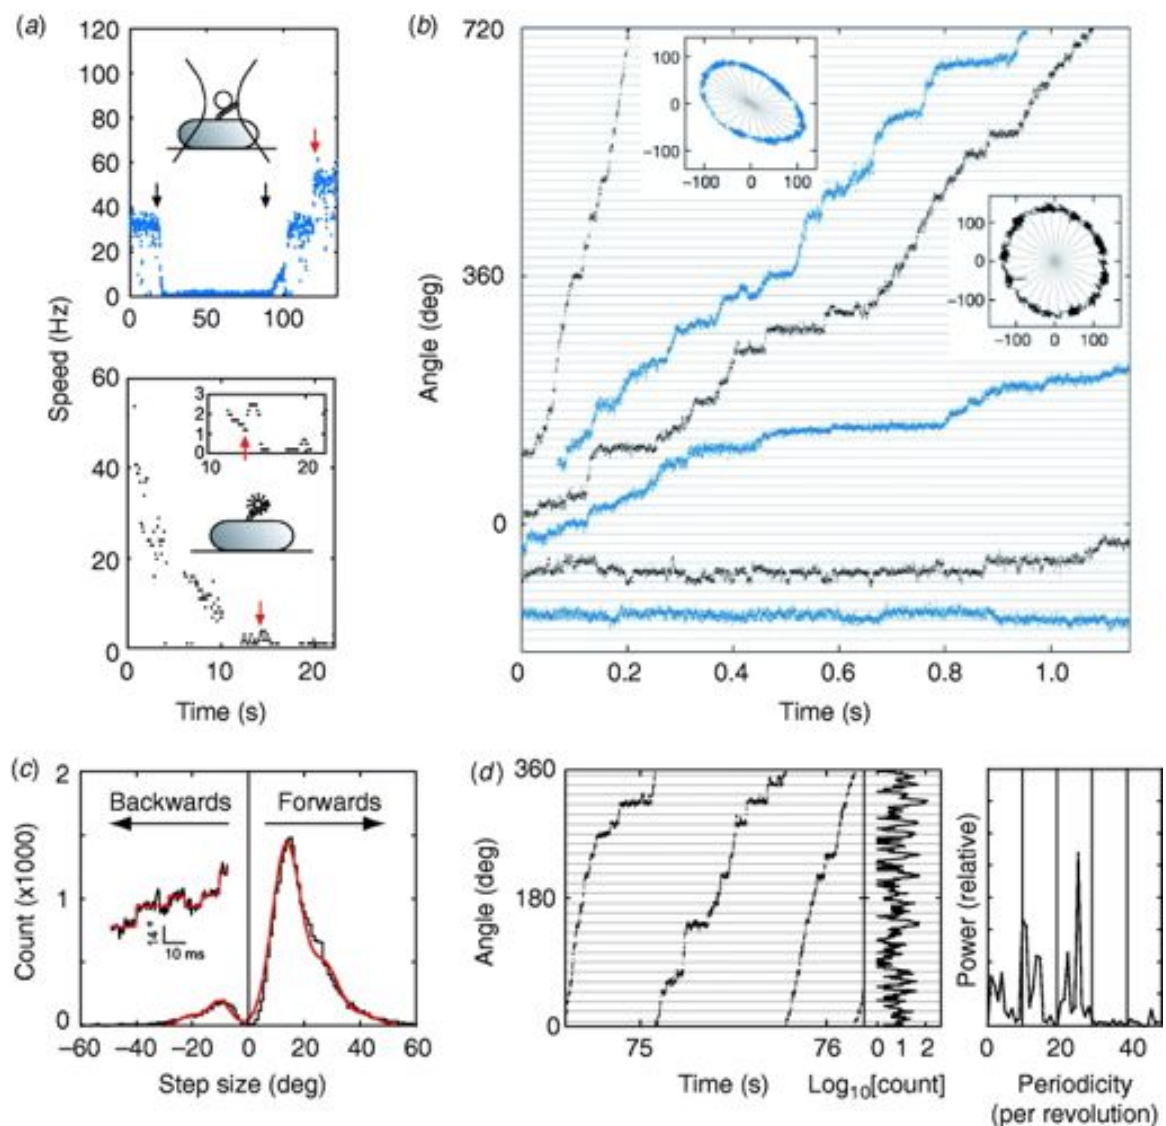 (a)
120
100
80
60
40
20
0
0 50 100
Speed (Hz)
60
40
20
0
3
2
1
0
10 20
0 10 20
Time (s)
(b)
720
360
0
Angle (deg)
100
0
−100
−100 0 100
100
0
−100
−100 0 100
0 0.2 0.4 0.6 0.8 1.0
Time (s)
(c)
2
1
0
Count (x1000)
Backwards Forwards
14°
10 ms
−60 −40 −20 0 20 40 60
Step size (deg)
(d)
360
180
0
Angle (deg)
75 76
Time (s)
0 1 2
Log10[count]
Power (relative)
0 20 40
Periodicity
(per revolution)